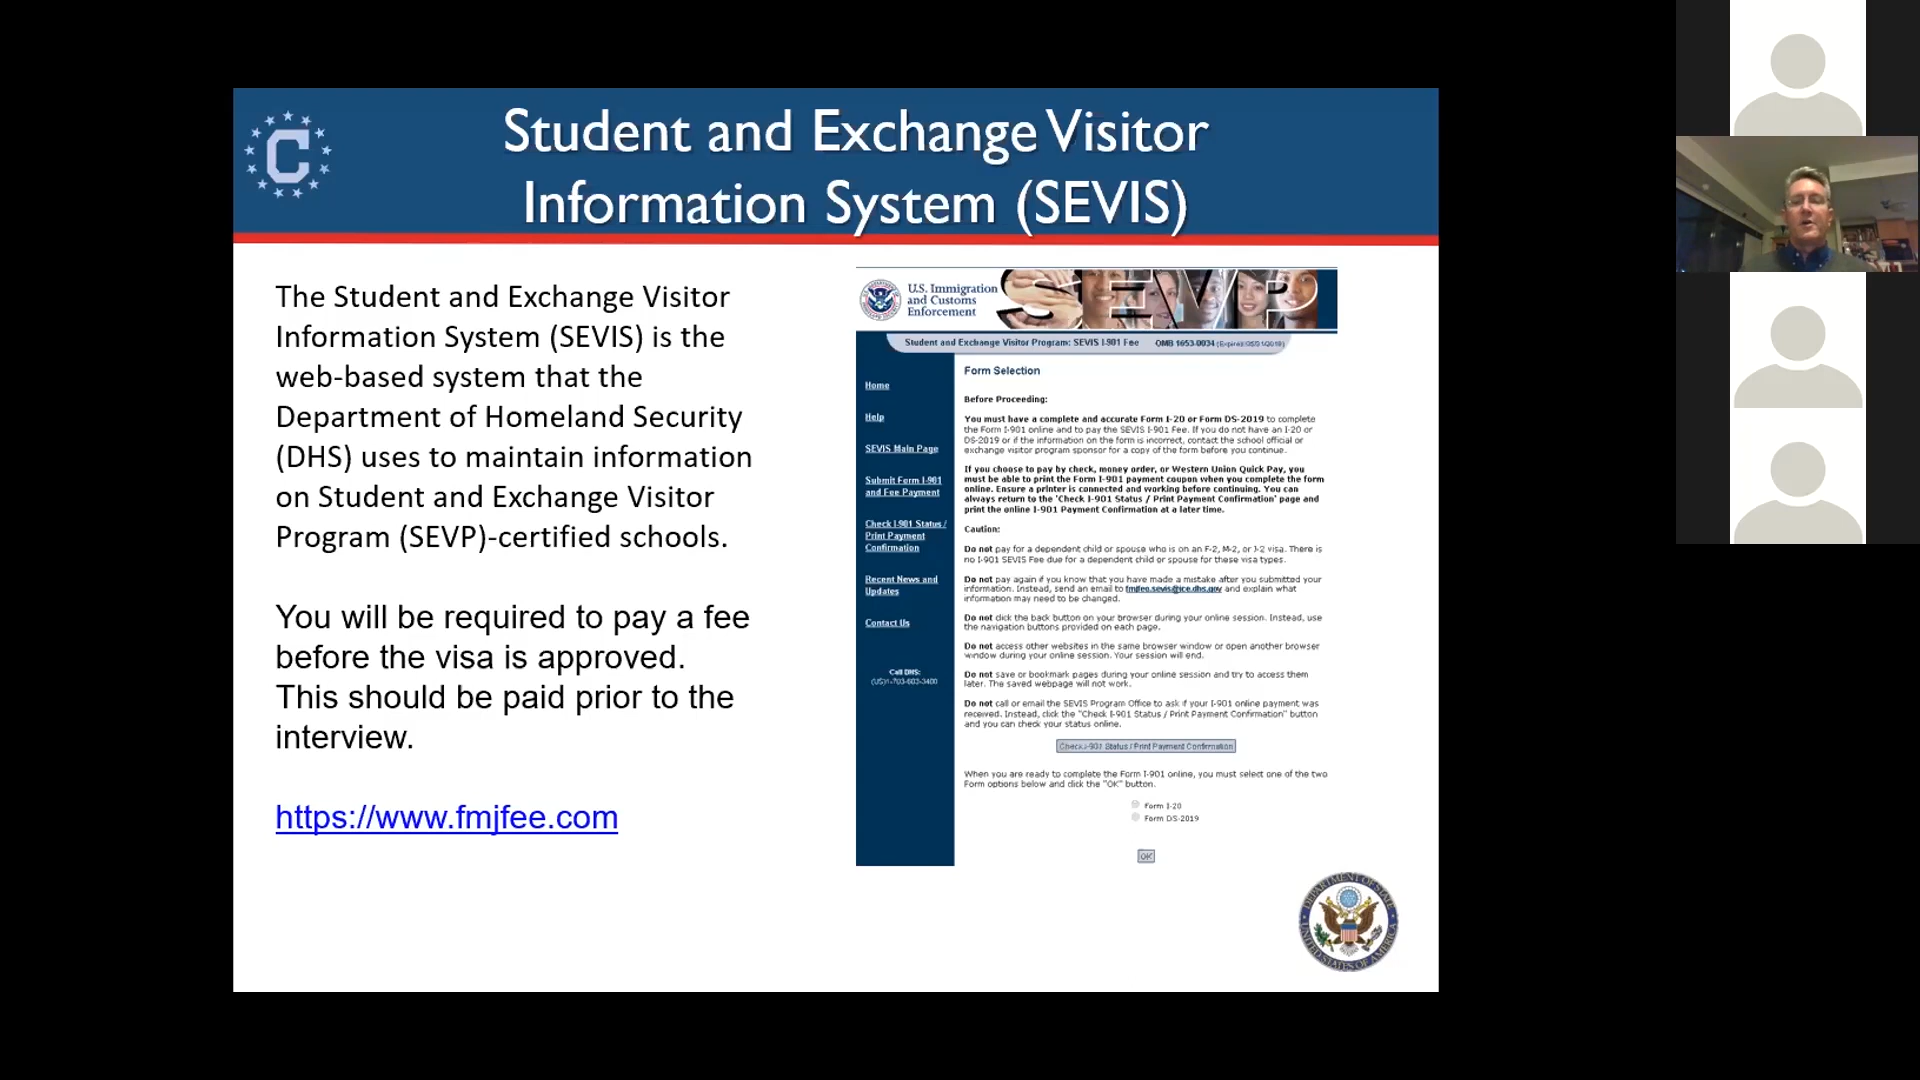 C
Student and Exchange Visitor
Information System (SEVIS)
The Student and Exchange Visitor
Information System (SEVIS) is the
web-based system that the
Department of Homeland Security
(DHS) uses to maintain information
on Student and Exchange Visitor
Program (SEVP)-certified schools.
You will be required to pay a fee
before the visa is approved.
This should be paid prior to the
interview.
https://www.fmjfee.com
U.S. Immigration
and Customs
Enforcement
SEVP
Student and Exchange Visitor Program: SEVIS I-901 Fee OMB 1653-0034
Home
Help
SEVIS Main Page
Submit Form I-901
and Fee Payment
Check I-901 Status /
Print Payment
Confirmation
Recent News and
Updates
Contact Us
Call DHS:
(US)1-703-603-3400
Form Selection
Before Proceeding:
You must have a complete and accurate Form I-20 or Form DS-2019 to complete
the Form I-901 online and to pay the SEVIS I-901 Fee. If you do not have an I-20 or
DS-2019 or if the information on the form is incorrect, contact the school official or
exchange visitor program sponsor for a copy of the form before you continue.
If you choose to pay by check, money order, or Western Union Quick Pay, you
must be able to print the Form I-901 payment coupon when you complete the form
online. Ensure a printer is connected and working before continuing. You can
always return to the 'Check I-901 Status / Print Payment Confirmation' page and
print the online I-901 Payment Confirmation at a later time.
Caution:
Do not pay for a dependent child or spouse who is on an F-2, M-2, or J-2 visa. There is
no I-901 SEVIS Fee due for a dependent child or spouse for these visa types.
Do not pay again if you know that you have made a mistake after you submitted your
information. Instead, send an email to fmjfee.sevis@ice.dhs.gov and explain what
information may need to be changed.
Do not click the back button on your browser during your online session. Instead, use
the navigation buttons provided on each page.
Do not access other websites in the same browser window or open another browser
window during your online session. Your session will end.
Do not save or bookmark pages during your online session and try to access them
later. The saved webpage will not work.
Do not call or email the SEVIS Program Office to ask if your I-901 online payment was
received. Instead, click the "Check I-901 Status / Print Payment Confirmation" button
and you can check your status online.
Check I-901 Status / Print Payment Confirmation
When you are ready to complete the Form I-901 online, you must select one of the two
Form options below and click the "OK" button.
Form I-20
Form DS-2019
OK
DEPARTMENT OF STATE
UNITED STATES OF AMERICA